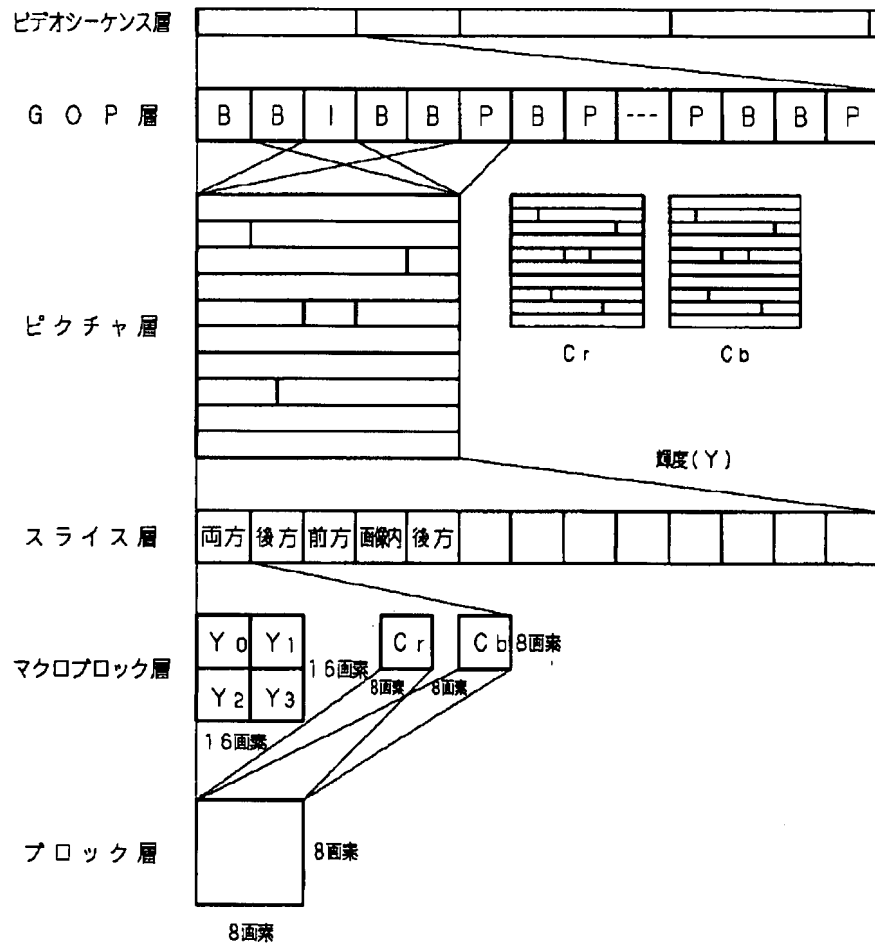 ビデオシーケンス層
GOP層 B B I B B P B P --- P B B P
ピクチャ層
Cr Cb
輝度(Y)
スライス層 両方 後方 前方 画像内 後方
Y0 Y1 Cr Cb 8画素
マクロブロック層 16画素 8画素 8画素
Y2 Y3
16画素
ブロック層 8画素
8画素